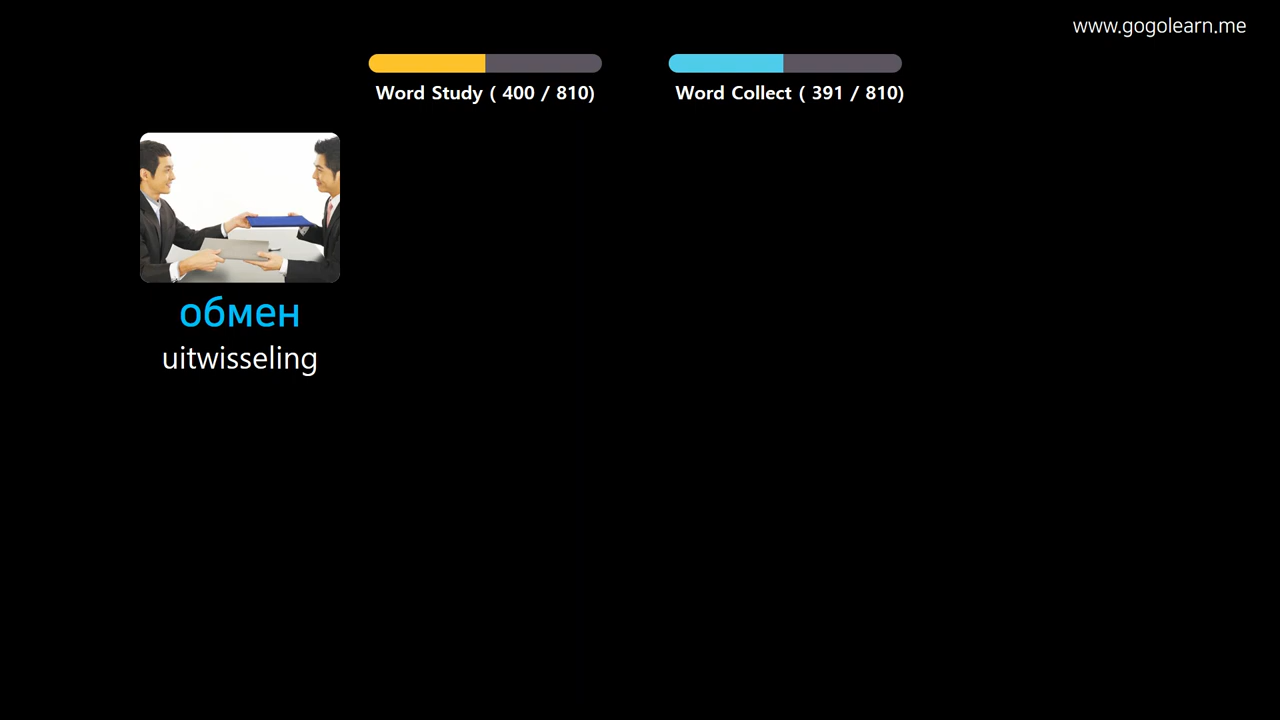 www.gogolearn.me
Word Study ( 400 / 810)
Word Collect ( 391 / 810)
обмен
uitwisseling